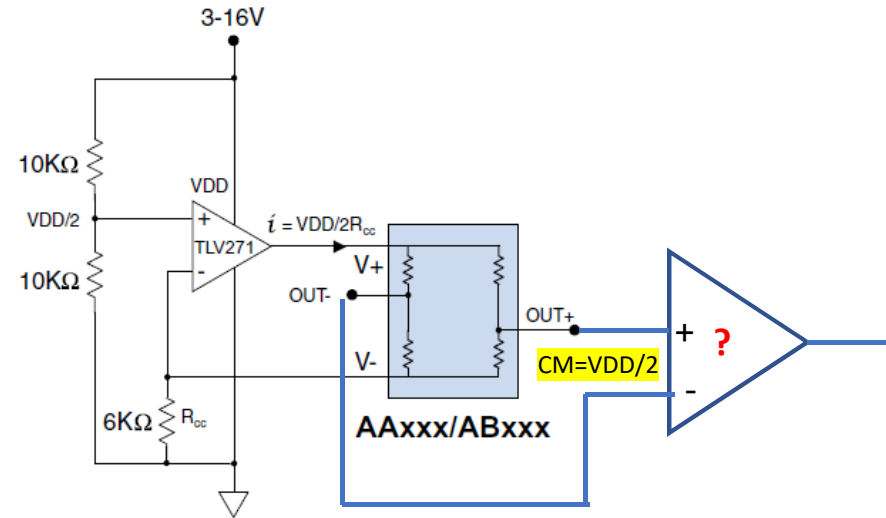 3-16V
10KΩ
VDD
VDD/2
+
TLV271
-
i = VDD/2Rcc
V+
10KΩ
OUT-
OUT+
+
?
CM=VDD/2
V-
-
6KΩ
Rcc
AAxxx/ABxxx